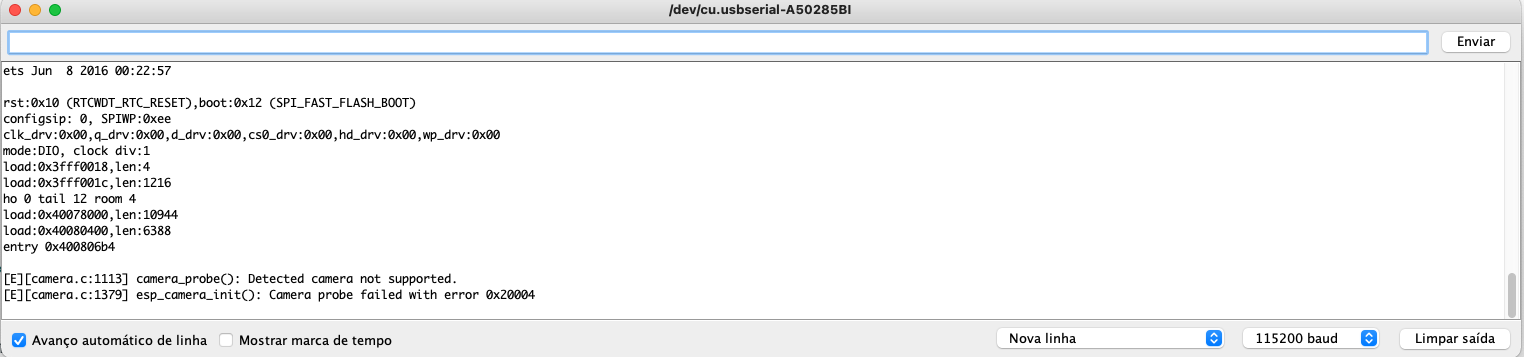 /dev/cu.usbserial-A50285BI
Enviar
ets Jun  8 2016 00:22:57
rst:0x10 (RTCWDT_RTC_RESET),boot:0x12 (SPI_FAST_FLASH_BOOT)
configsip: 0, SPIWP:0xee
clk_drv:0x00,q_drv:0x00,d_drv:0x00,cs0_drv:0x00,hd_drv:0x00,wp_drv:0x00
mode:DIO, clock div:1
load:0x3fff0018,len:4
load:0x3fff001c,len:1216
ho 0 tail 12 room 4
load:0x40078000,len:10944
load:0x40080400,len:6388
entry 0x400806b4
[E][camera.c:1113] camera_probe(): Detected camera not supported.
[E][camera.c:1379] esp_camera_init(): Camera probe failed with error 0x20004
Avanço automático de linha Mostrar marca de tempo Nova linha 115200 baud Limpar saída